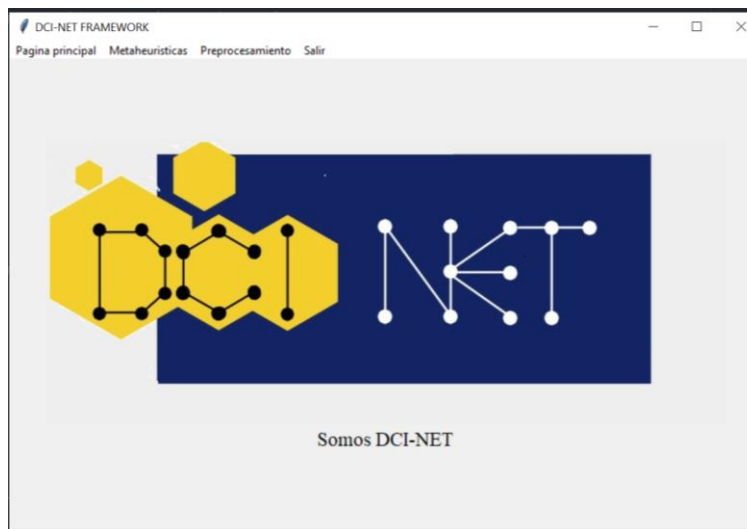 DCI-NET FRAMEWORK
Pagina principal Metaheuristicas Preprocesamiento Salir
DCI NET
Somos DCI-NET